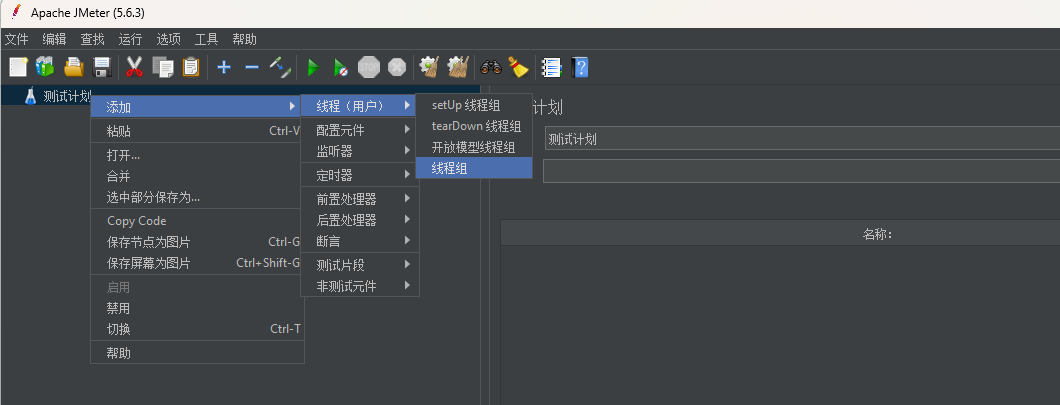 Apache JMeter (5.6.3)
文件 编辑 查找 运行 选项 工具 帮助
STOP
测试计划
添加
粘贴 Ctrl-V
打开...
合并
选中部分保存为...
Copy Code
保存节点为图片 Ctrl-G
保存屏幕为图片 Ctrl+Shift-G
启用
禁用
切换 Ctrl-T
帮助
线程（用户）
配置元件
监听器
定时器
前置处理器
后置处理器
断言
测试片段
非测试元件
setUp 线程组
tearDown 线程组
开放模型线程组
线程组
计划
测试计划
名称: